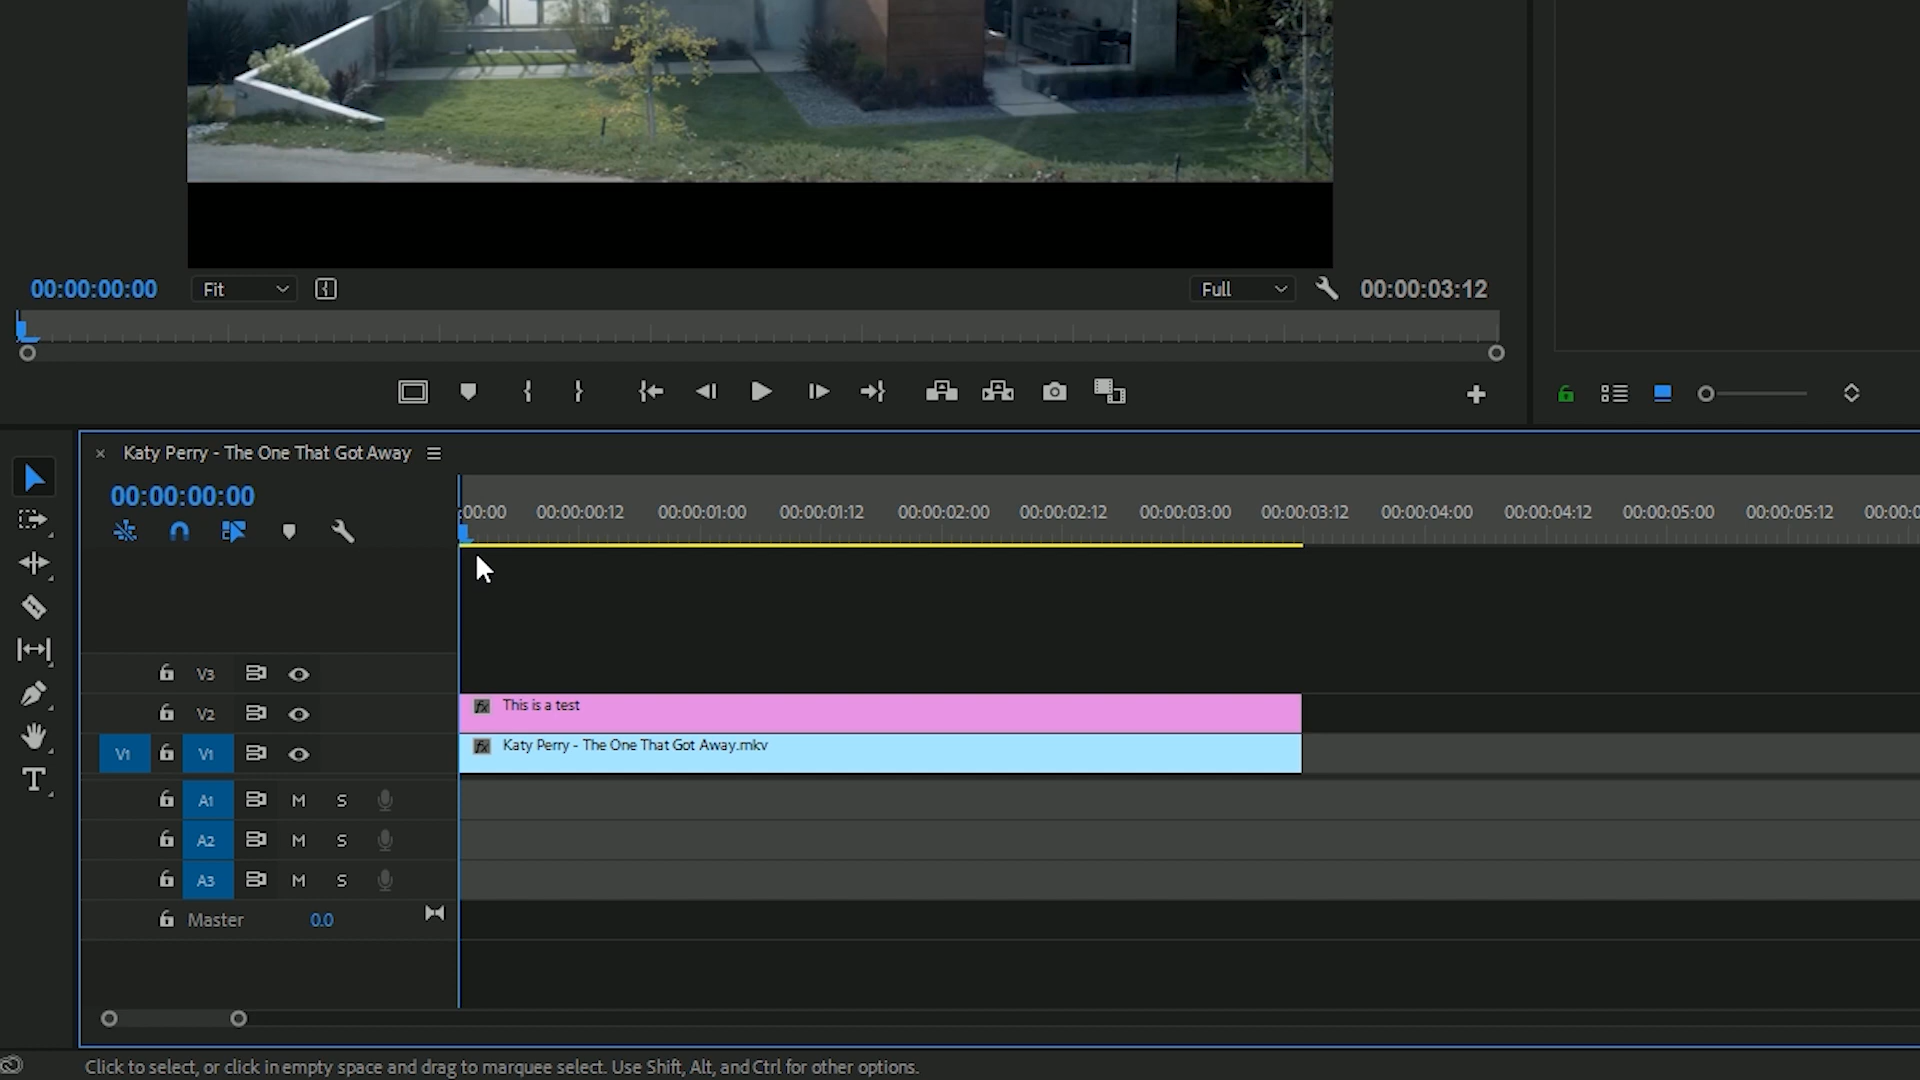 00:00:00:00 Fit Full 00:00:03:12
Katy Perry - The One That Got Away
00:00:00:00
:00:00 00:00:00:12 00:00:01:00 00:00:01:12 00:00:02:00 00:00:02:12 00:00:03:00 00:00:03:12 00:00:04:00 00:00:04:12 00:00:05:00 00:00:05:12 00:00:0
V3
V2 fx This is a test
V1 V1 fx Katy Perry - The One That Got Away.mkv
A1 M S
A2 M S
A3 M S
Master 0.0
T
Click to select, or click in empty space and drag to marquee select. Use Shift, Alt, and Ctrl for other options.